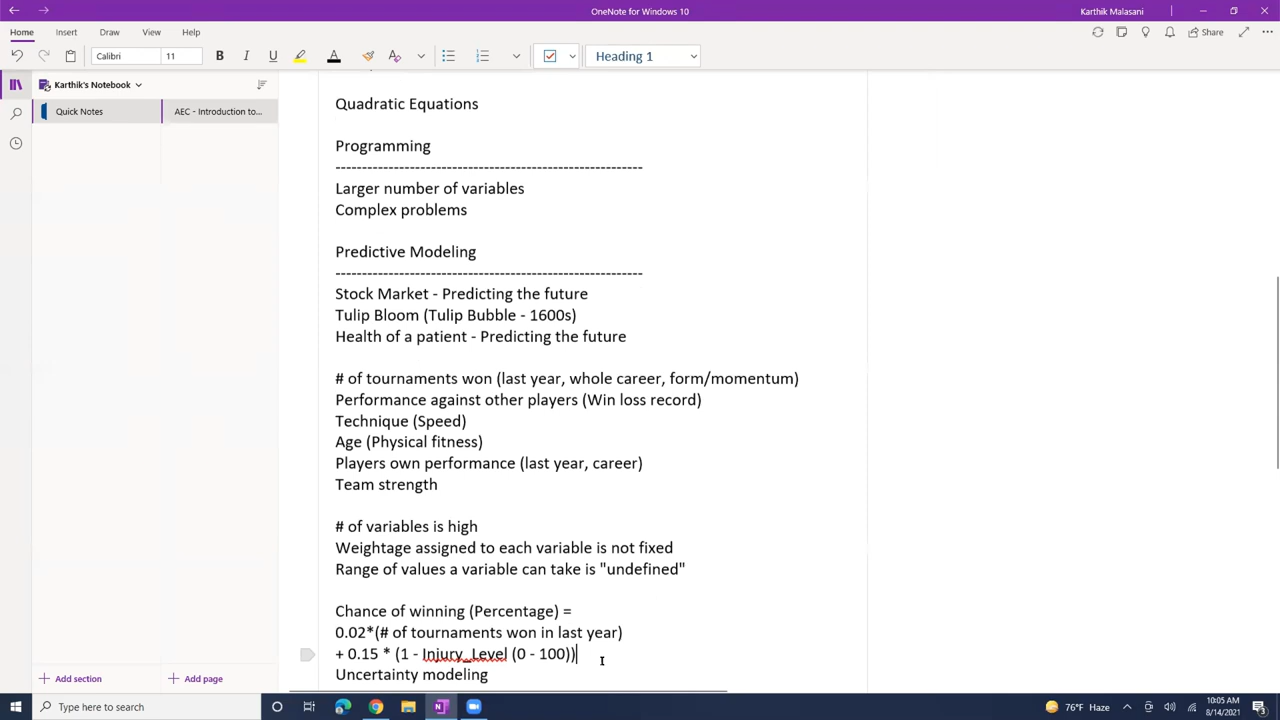 OneNote for Windows 10
Karthik Malasani
Home Insert Draw View Help
Share
Calibri 11 B I U A Heading 1
Karthik's Notebook
Quick Notes
AEC - Introduction to...
Quadratic Equations
Programming
----------------------------------------------------------
Larger number of variables
Complex problems
Predictive Modeling
----------------------------------------------------------
Stock Market - Predicting the future
Tulip Bloom (Tulip Bubble - 1600s)
Health of a patient - Predicting the future
# of tournaments won (last year, whole career, form/momentum)
Performance against other players (Win loss record)
Technique (Speed)
Age (Physical fitness)
Players own performance (last year, career)
Team strength
# of variables is high
Weightage assigned to each variable is not fixed
Range of values a variable can take is "undefined"
Chance of winning (Percentage) =
0.02*(# of tournaments won in last year)
+ 0.15 * (1 - Injury_Level (0 - 100))
Uncertainty modeling
Add section
Add page
Type here to search
76°F Haze
10:05 AM
8/14/2021